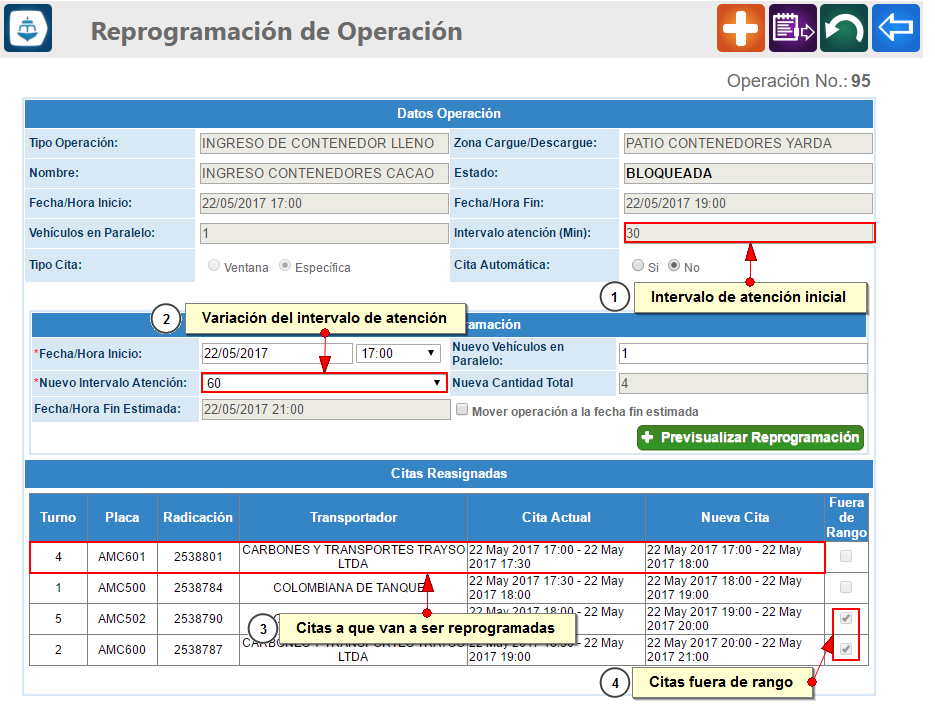 Reprogramación de Operación
Operación No.: 95
Datos Operación
Tipo Operación: INGRESO DE CONTENEDOR LLENO Zona Cargue/Descargue: PATIO CONTENEDORES YARDA
Nombre: INGRESO CONTENEDORES CACAO Estado: BLOQUEADA
Fecha/Hora Inicio: 22/05/2017 17:00 Fecha/Hora Fin: 22/05/2017 19:00
Vehículos en Paralelo: 1 Intervalo atención (Min): 30
Tipo Cita: Ventana Específica Cita Automática: Si No
1 Intervalo de atención inicial
2 Variación del intervalo de atención
*Fecha/Hora Inicio: 22/05/2017 17:00 Nuevo Vehículos en
Paralelo: 1
*Nuevo Intervalo Atención: 60 Nueva Cantidad Total 4
Fecha/Hora Fin Estimada: 22/05/2017 21:00 Mover operación a la fecha fin estimada
Previsualizar Reprogramación
Citas Reasignadas
Turno Placa Radicación Transportador Cita Actual Nueva Cita Fuera
de
Rango
4 AMC601 2538801 CARBONES Y TRANSPORTES TRAYSO 22 May 2017 17:00 - 22 May 22 May 2017 17:00 - 22 May
LTDA 2017 17:30 2017 18:00
1 AMC500 2538784 COLOMBIANA DE TANQUE 22 May 2017 17:30 - 22 May 22 May 2017 18:00 - 22 May
2017 18:00 2017 19:00
5 AMC502 2538790 22 May 2017 18:00 - 22 May 22 May 2017 19:00 - 22 May
2017 20:00
3 Citas a que van a ser reprogramadas
2 AMC600 2538787 22 May 2017 20:00 - 22 May
LTDA 2017 19:00 2017 21:00
4 Citas fuera de rango